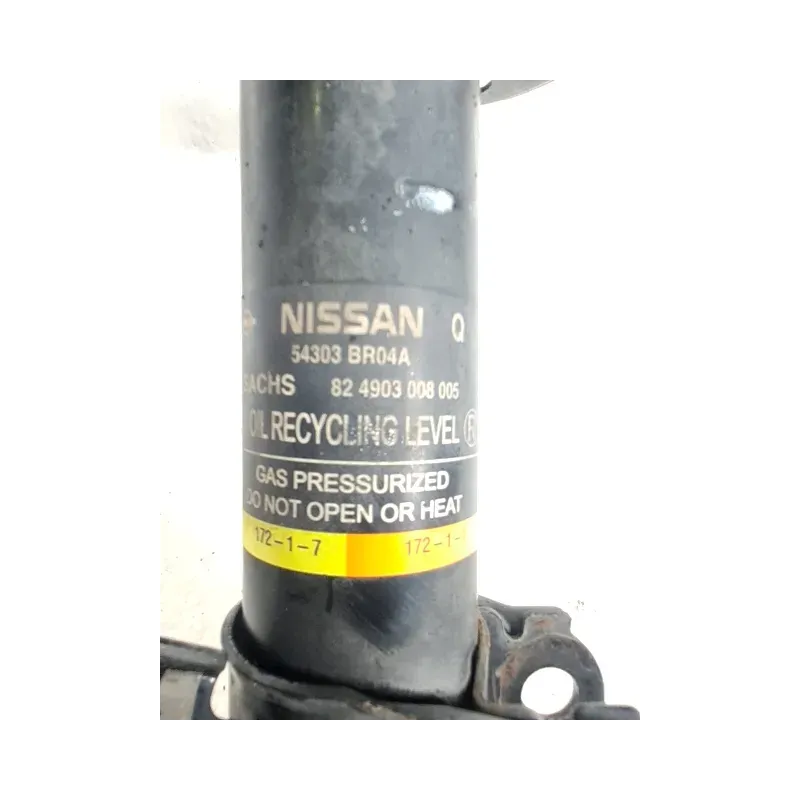 NISSAN Q
54303 BR04A
SACHS 82 4903 008 005
OIL RECYCLING LEVEL R
GAS PRESSURIZED
DO NOT OPEN OR HEAT
172-1-7 172-1-